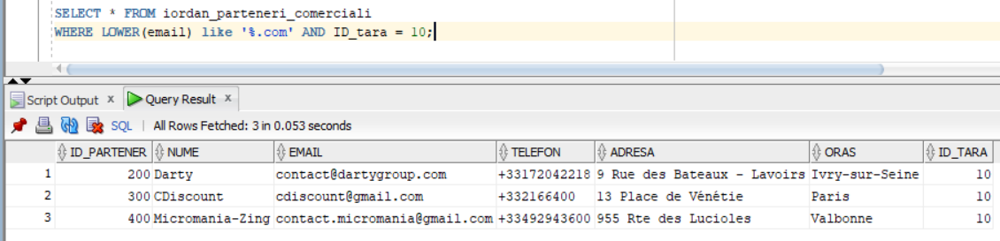 SELECT * FROM iordan_parteneri_comerciali
WHERE LOWER(email) like '%.com' AND ID_tara = 10;
Script Output x Query Result x
SQL | All Rows Fetched: 3 in 0.053 seconds
ID_PARTENER NUME EMAIL TELEFON ADRESA ORAS ID_TARA
1 200 Darty contact@dartygroup.com +33172042218 9 Rue des Bateaux - Lavoirs Ivry-sur-Seine 10
2 300 CDiscount cdiscount@gmail.com +332166400 13 Place de Vénétie Paris 10
3 400 Micromania-Zing contact.micromania@gmail.com +33492943600 955 Rte des Lucioles Valbonne 10